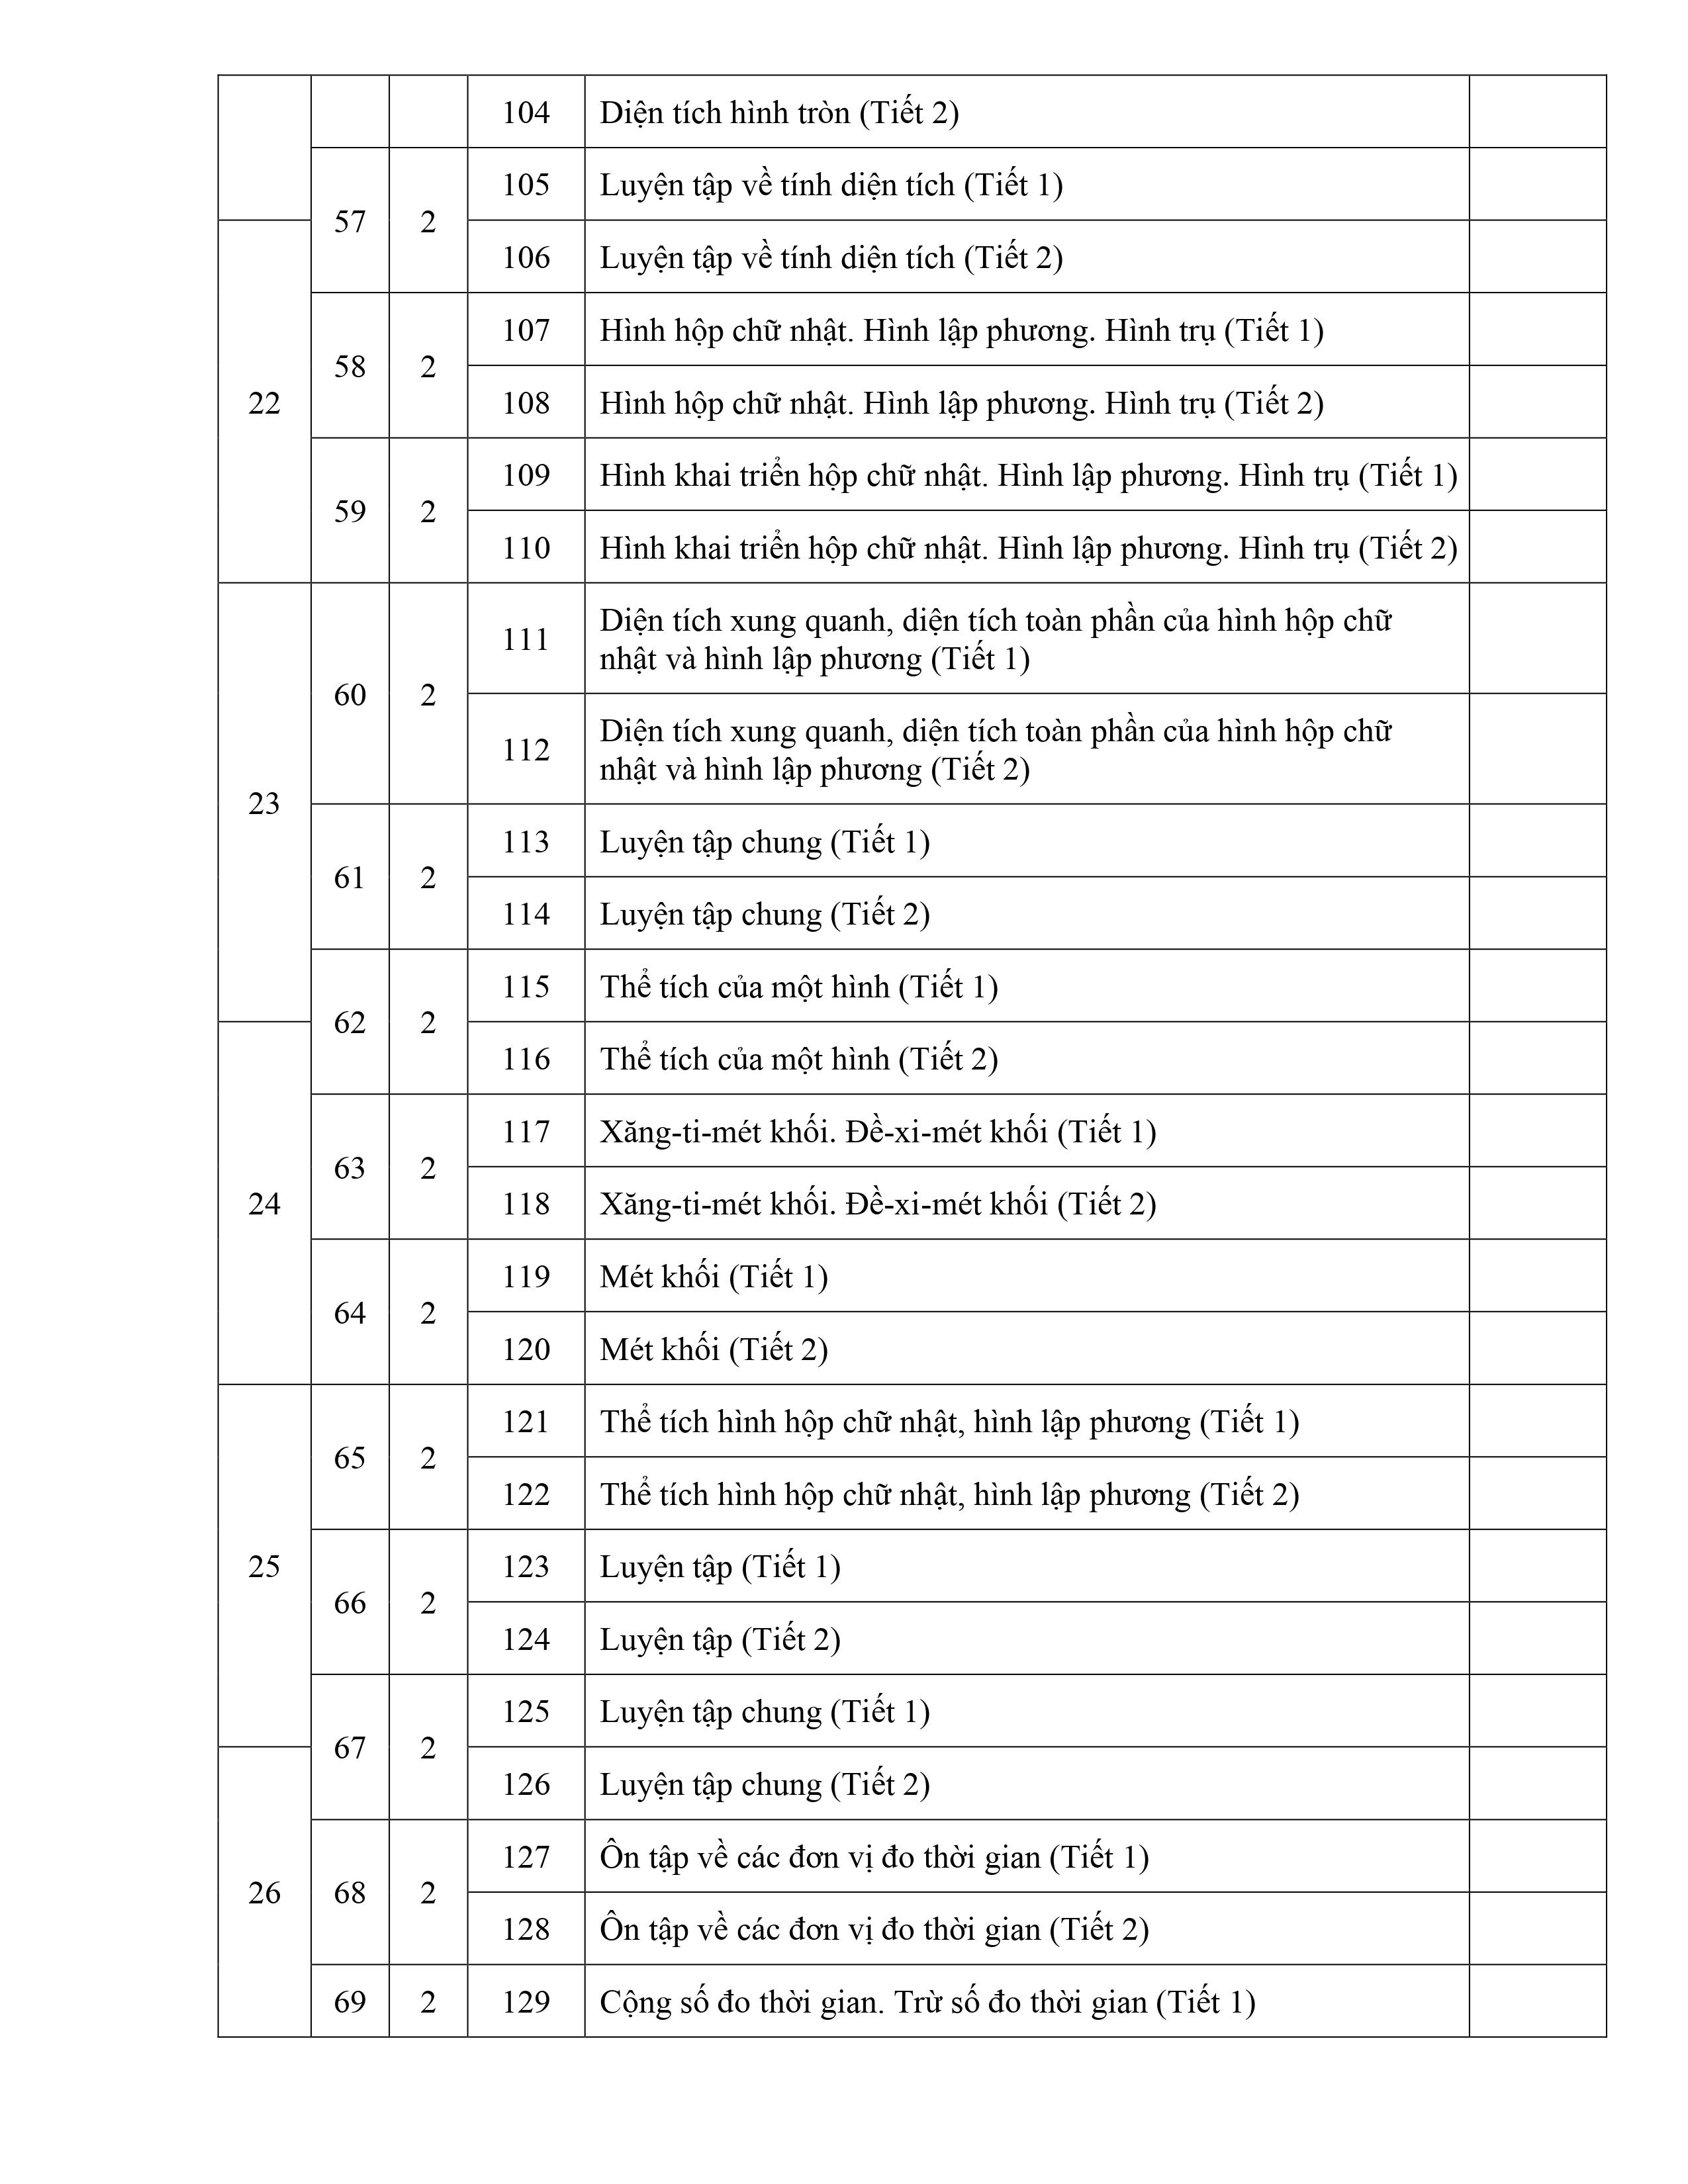 104 Diện tích hình tròn (Tiết 2)
57 2 105 Luyện tập về tính diện tích (Tiết 1)
22 106 Luyện tập về tính diện tích (Tiết 2)
58 2 107 Hình hộp chữ nhật. Hình lập phương. Hình trụ (Tiết 1)
108 Hình hộp chữ nhật. Hình lập phương. Hình trụ (Tiết 2)
59 2 109 Hình khai triển hộp chữ nhật. Hình lập phương. Hình trụ (Tiết 1)
110 Hình khai triển hộp chữ nhật. Hình lập phương. Hình trụ (Tiết 2)
23 60 2 111 Diện tích xung quanh, diện tích toàn phần của hình hộp chữ
nhật và hình lập phương (Tiết 1)
112 Diện tích xung quanh, diện tích toàn phần của hình hộp chữ
nhật và hình lập phương (Tiết 2)
61 2 113 Luyện tập chung (Tiết 1)
114 Luyện tập chung (Tiết 2)
62 2 115 Thể tích của một hình (Tiết 1)
24 116 Thể tích của một hình (Tiết 2)
63 2 117 Xăng-ti-mét khối. Đề-xi-mét khối (Tiết 1)
118 Xăng-ti-mét khối. Đề-xi-mét khối (Tiết 2)
64 2 119 Mét khối (Tiết 1)
120 Mét khối (Tiết 2)
25 65 2 121 Thể tích hình hộp chữ nhật, hình lập phương (Tiết 1)
122 Thể tích hình hộp chữ nhật, hình lập phương (Tiết 2)
66 2 123 Luyện tập (Tiết 1)
124 Luyện tập (Tiết 2)
67 2 125 Luyện tập chung (Tiết 1)
26 126 Luyện tập chung (Tiết 2)
68 2 127 Ôn tập về các đơn vị đo thời gian (Tiết 1)
128 Ôn tập về các đơn vị đo thời gian (Tiết 2)
69 2 129 Cộng số đo thời gian. Trừ số đo thời gian (Tiết 1)